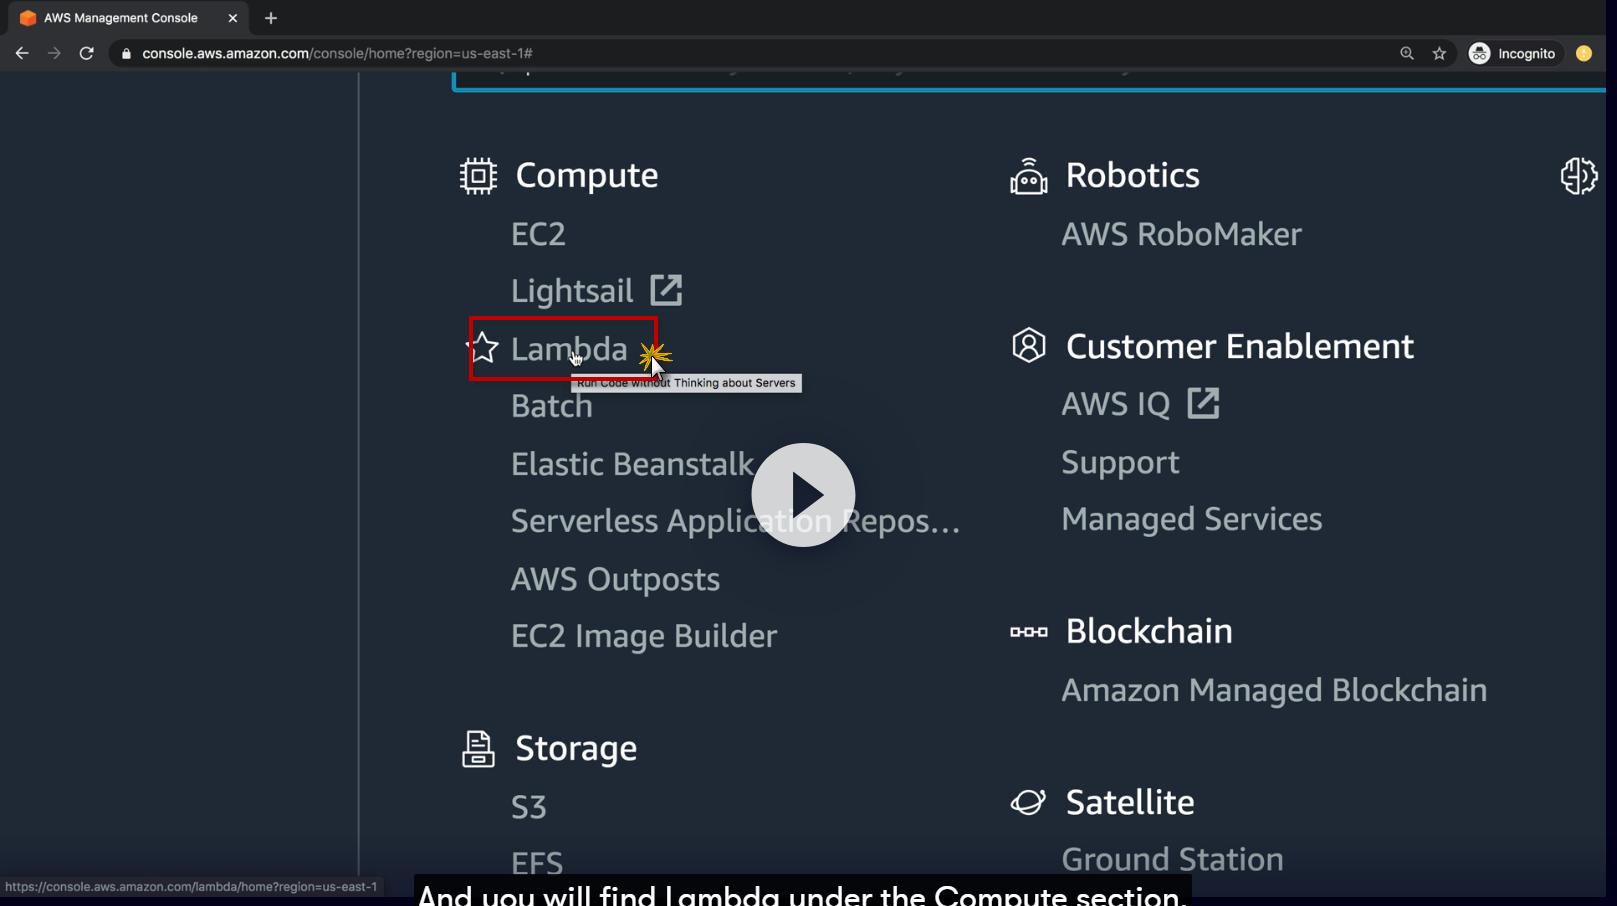 AWS Management Console
console.aws.amazon.com/console/home?region=us-east-1#
Incognito
Compute
EC2
Lightsail
Lambda
Run Code without Thinking about Servers
Batch
Elastic Beanstalk
Serverless Application Repos...
AWS Outposts
EC2 Image Builder
Storage
S3
EFS
Robotics
AWS RoboMaker
Customer Enablement
AWS IQ
Support
Managed Services
Blockchain
Amazon Managed Blockchain
Satellite
Ground Station
https://console.aws.amazon.com/lambda/home?region=us-east-1
And you will find Lambda under the Compute section.